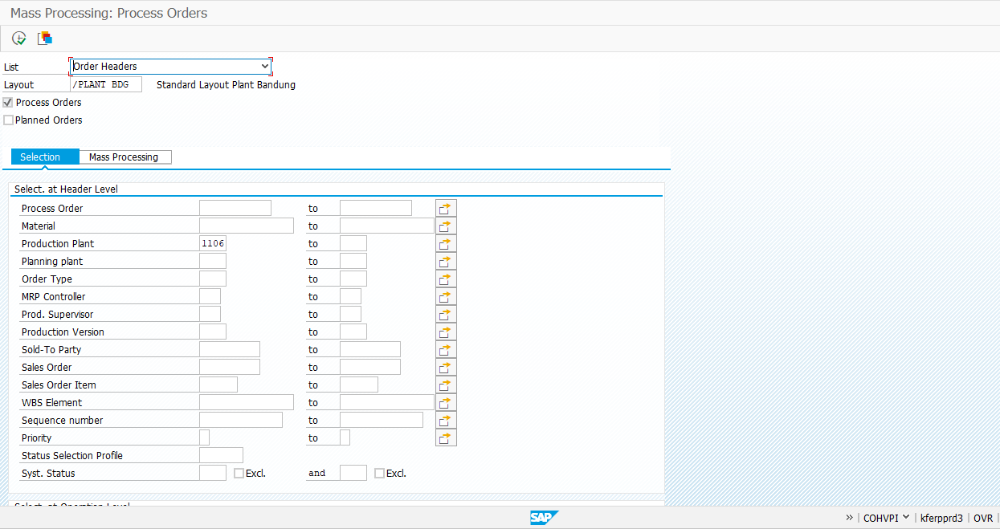 Mass Processing: Process Orders
List Order Headers
Layout /PLANT BDG Standard Layout Plant Bandung
Process Orders
Planned Orders
Selection Mass Processing
Select. at Header Level
Process Order to
Material to
Production Plant 1106 to
Planning plant to
Order Type to
MRP Controller to
Prod. Supervisor to
Production Version to
Sold-To Party to
Sales Order to
Sales Order Item to
WBS Element to
Sequence number to
Priority to
Status Selection Profile
Syst. Status Excl. and Excl.
Select. at Operation Level
SAP » COHVPI kferpprd3 OVR